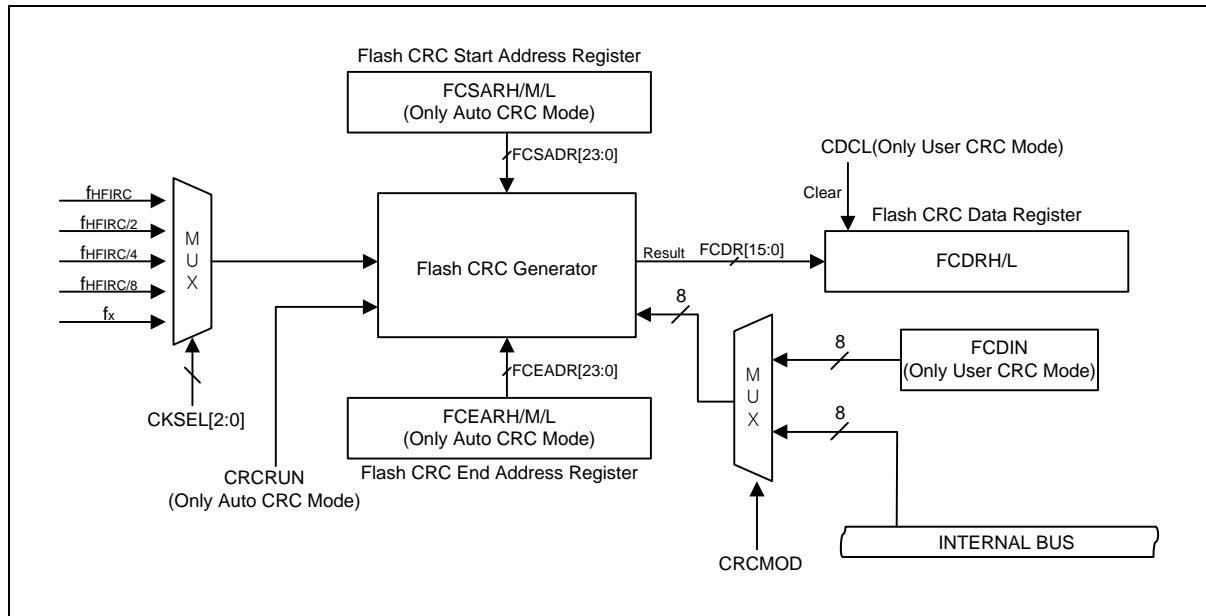 Flash CRC Start Address Register
FCSARH/M/L
(Only Auto CRC Mode)
FCSADR[23:0]
CDCL(Only User CRC Mode)
Clear
Flash CRC Data Register
fHFIRC
fHFIRC/2
fHFIRC/4
fHFIRC/8
fx
MUX
Flash CRC Generator
Result
FCDR[15:0]
FCDRH/L
8
8
FCDIN
(Only User CRC Mode)
MUX
8
FCEADR[23:0]
CKSEL[2:0]
FCEARH/M/L
(Only Auto CRC Mode)
Flash CRC End Address Register
CRCRUN
(Only Auto CRC Mode)
INTERNAL BUS
CRCMOD